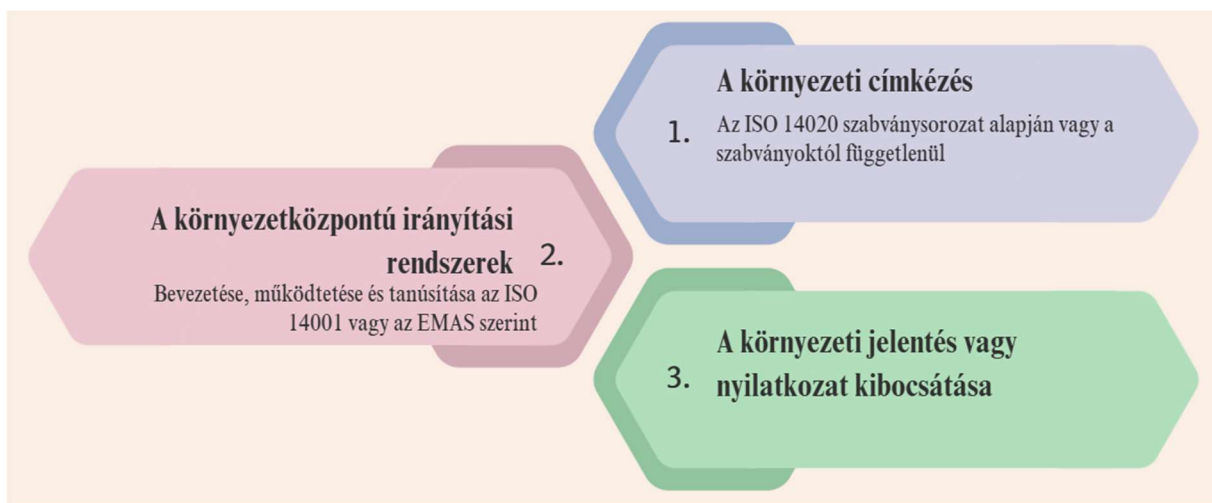 A környezeti címkézés
1. Az ISO 14020 szabványsorozat alapján vagy a
szabványoktól függetlenül
A környezetközpontú irányítási
rendszerek 2.
Bevezetése, működtetése és tanúsítása az ISO
14001 vagy az EMAS szerint
A környezeti jelentés vagy
3. nyilatkozat kibocsátása